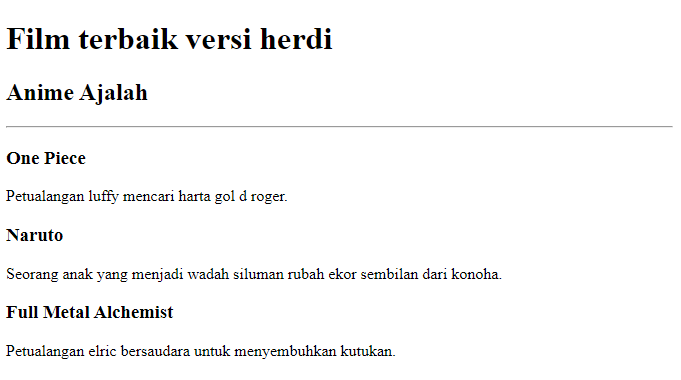 Film terbaik versi herdi
Anime Ajalah
One Piece
Petualangan luffy mencari harta gol d roger.
Naruto
Seorang anak yang menjadi wadah siluman rubah ekor sembilan dari konoha.
Full Metal Alchemist
Petualangan elric bersaudara untuk menyembuhkan kutukan.